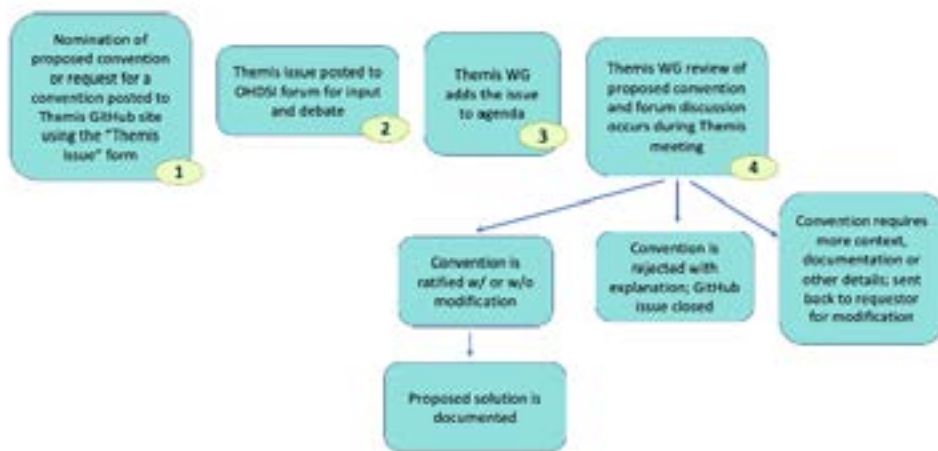 Nomination of
proposed convention
or request for a
convention posted to
Themis GitHub site
using the "Themis
Issue" form
1
Themis issue posted to
OHDSI forum for input
and debate
2
Themis WG
adds the issue
to agenda
3
Themis WG review of
proposed convention
and forum discussion
occurs during Themis
meeting
4
Convention is
ratified w/ or w/o
modification
Convention is
rejected with
explanation; GitHub
issue closed
Convention requires
more context,
documentation or
other details; sent
back to requestor
for modification
Proposed solution is
documented